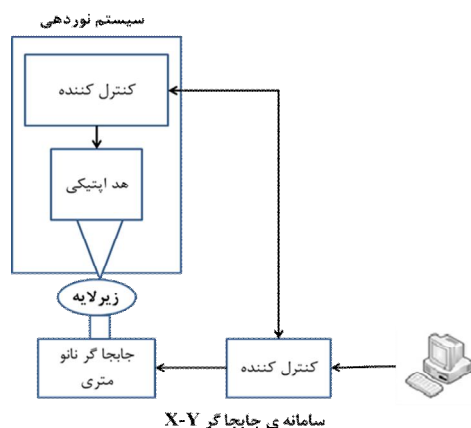 سیستم نوردهی
کنترل کننده
هد اپتیکی
زیرلایه
جابجا گر نانو
متری
کنترل کننده
سامانه ی جابجا گر X-Y